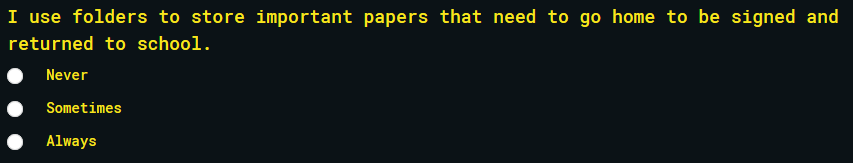 I use folders to store important papers that need to go home to be signed and
returned to school.
Never
Sometimes
Always